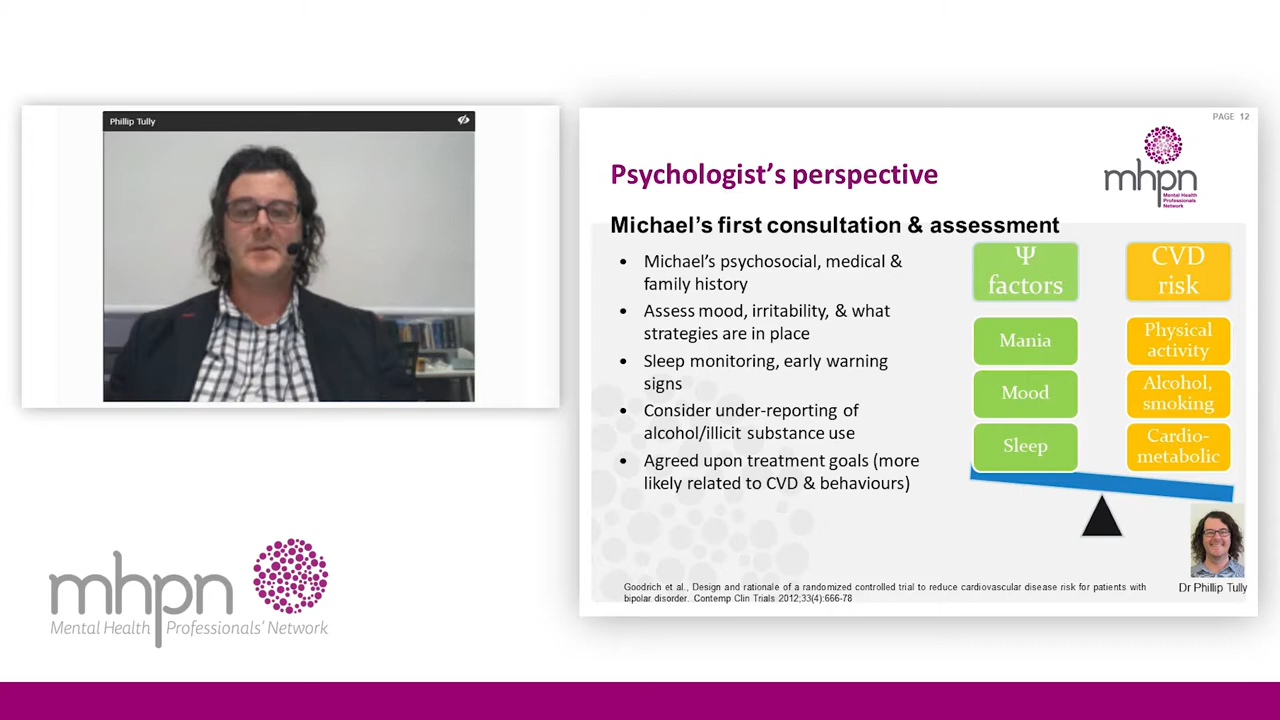 Phillip Tully
PAGE 12
mhpn
Mental Health
Professionals
Network
Psychologist's perspective
Michael's first consultation & assessment
• Michael's psychosocial, medical &
family history
• Assess mood, irritability, & what
strategies are in place
• Sleep monitoring, early warning
signs
• Consider under-reporting of
alcohol/illicit substance use
• Agreed upon treatment goals (more
likely related to CVD & behaviours)
Ψ
factors
Mania
Mood
Sleep
CVD
risk
Physical
activity
Alcohol,
smoking
Cardio-
metabolic
Dr Phillip Tully
Goodrich et al., Design and rationale of a randomized controlled trial to reduce cardiovascular disease risk for patients with
bipolar disorder. Contemp Clin Trials 2012;33(4):666-78
mhpn
Mental Health Professionals' Network